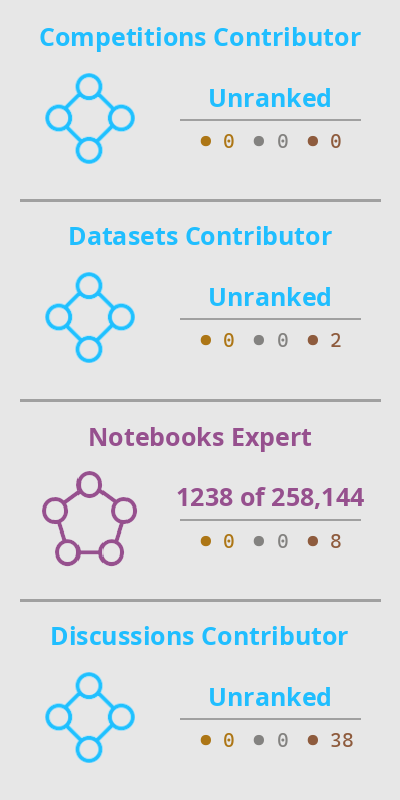 Competitions Contributor
Unranked
0 0 0
Datasets Contributor
Unranked
0 0 2
Notebooks Expert
1238 of 258,144
0 0 8
Discussions Contributor
Unranked
0 0 38